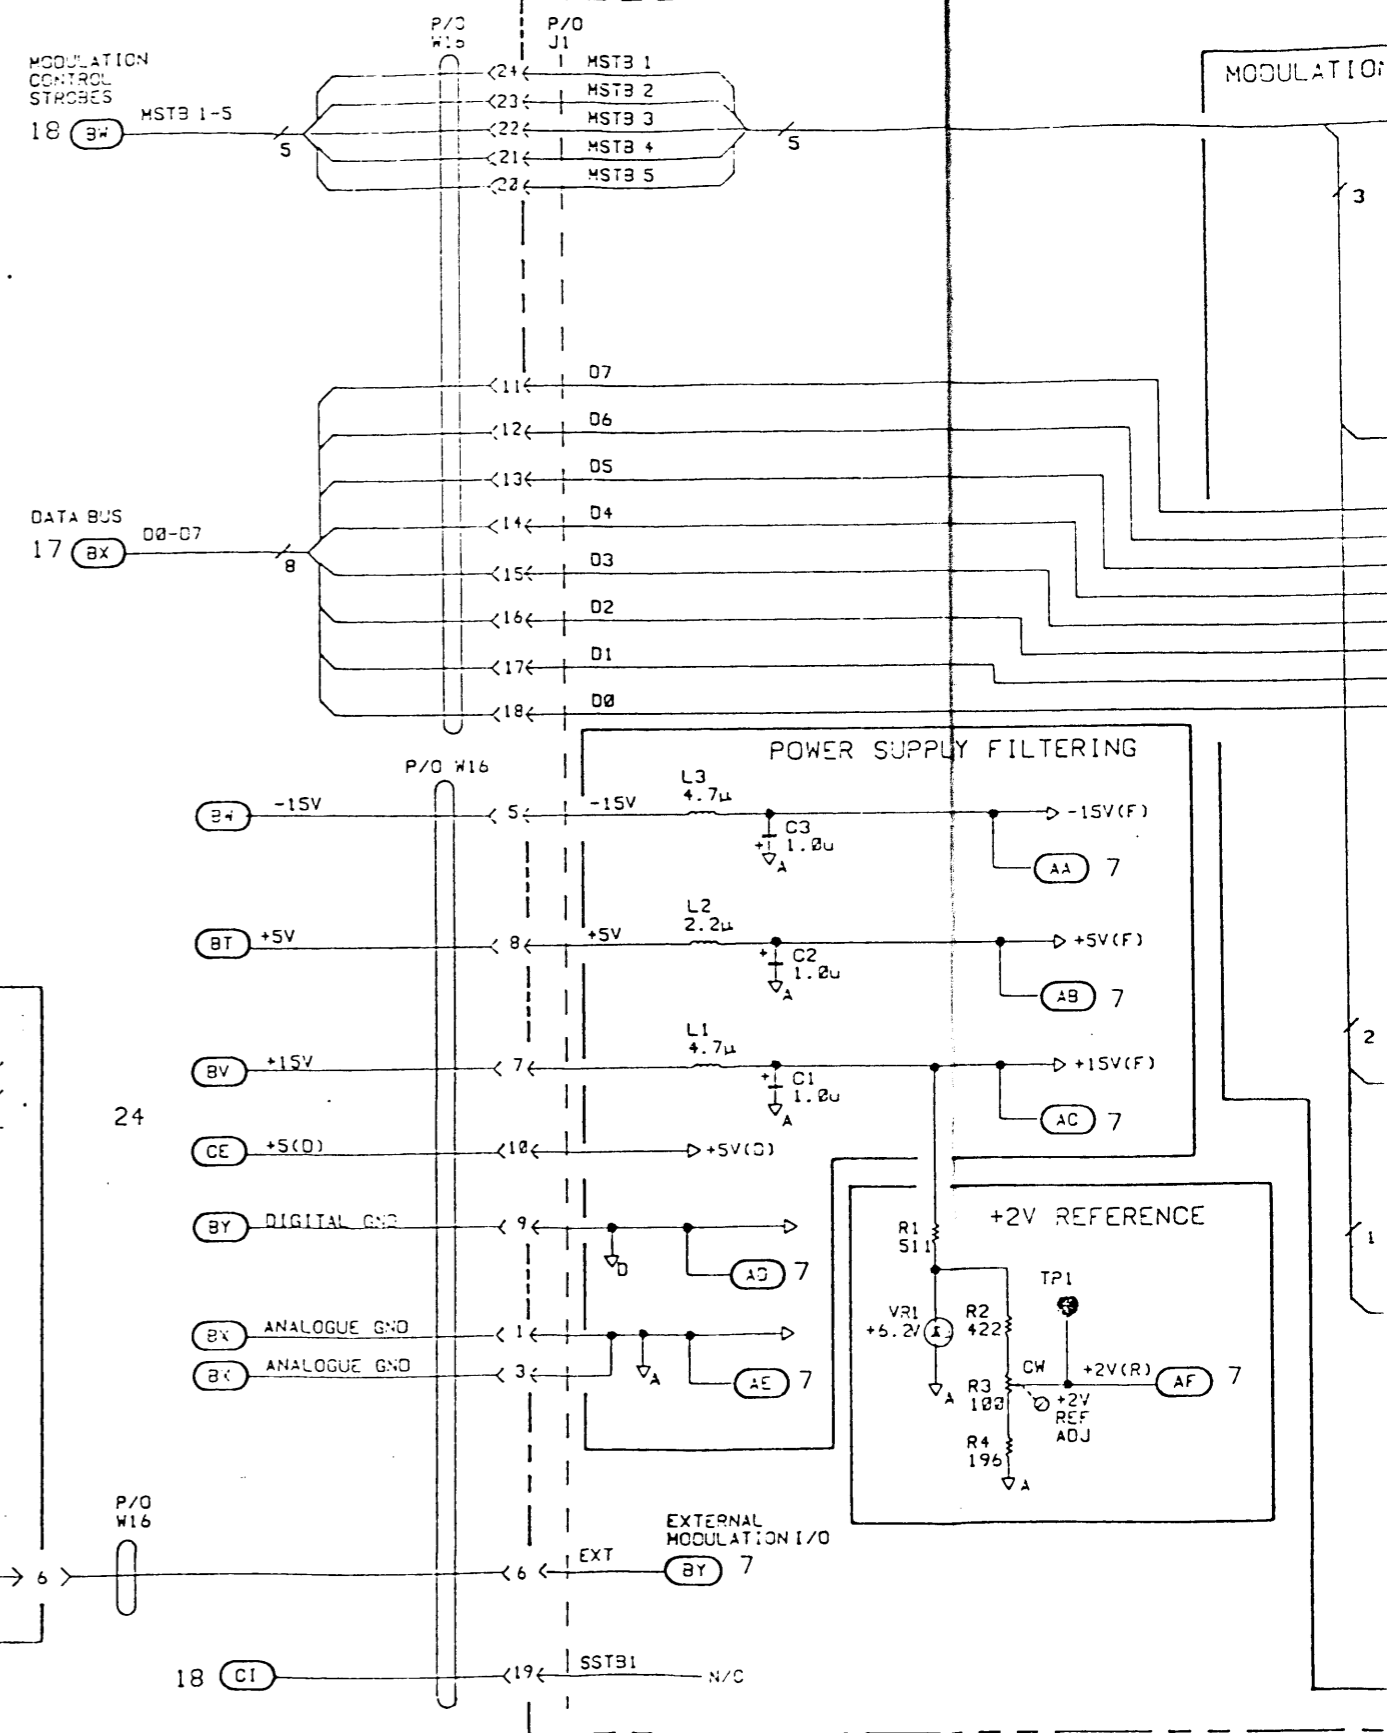 P/O
W16
P/O
J1
MODULATION
CONTROL
STROBES
18 BW MSTB 1-5
5
24 MSTB 1
23 MSTB 2
22 MSTB 3
21 MSTB 4
20 MSTB 5
5
MODULATION
3
DATA BUS
17 BX D0-D7
8
11 D7
12 D6
13 D5
14 D4
15 D3
16 D2
17 D1
18 D0
POWER SUPPLY FILTERING
P/O W16
-15V 5 -15V
L3
4.7µ
C3
+ 1.0u
A
-15V(F)
AA 7
BT +5V 8 +5V
L2
2.2µ
+ C2
1.0u
A
+5V(F)
AB 7
BV +15V 7
L1
4.7µ
+ C1
1.0u
A
+15V(F)
AC 7
24
2
CE +5(D) 10 +5V(D)
BY DIGITAL GND 9
D
AD 7
BX ANALOGUE GND 1
BX ANALOGUE GND 3
A
AE 7
+2V REFERENCE
R1
511
VR1
+6.2V
A
R2
422
TP1
CW
R3
100
+2V(R) AF 7
+2V
REF
ADJ
R4
196
A
1
P/O
W16
6
6 EXT
EXTERNAL
MODULATION I/O
BY 7
18 CI 19 SSTB1 N/C